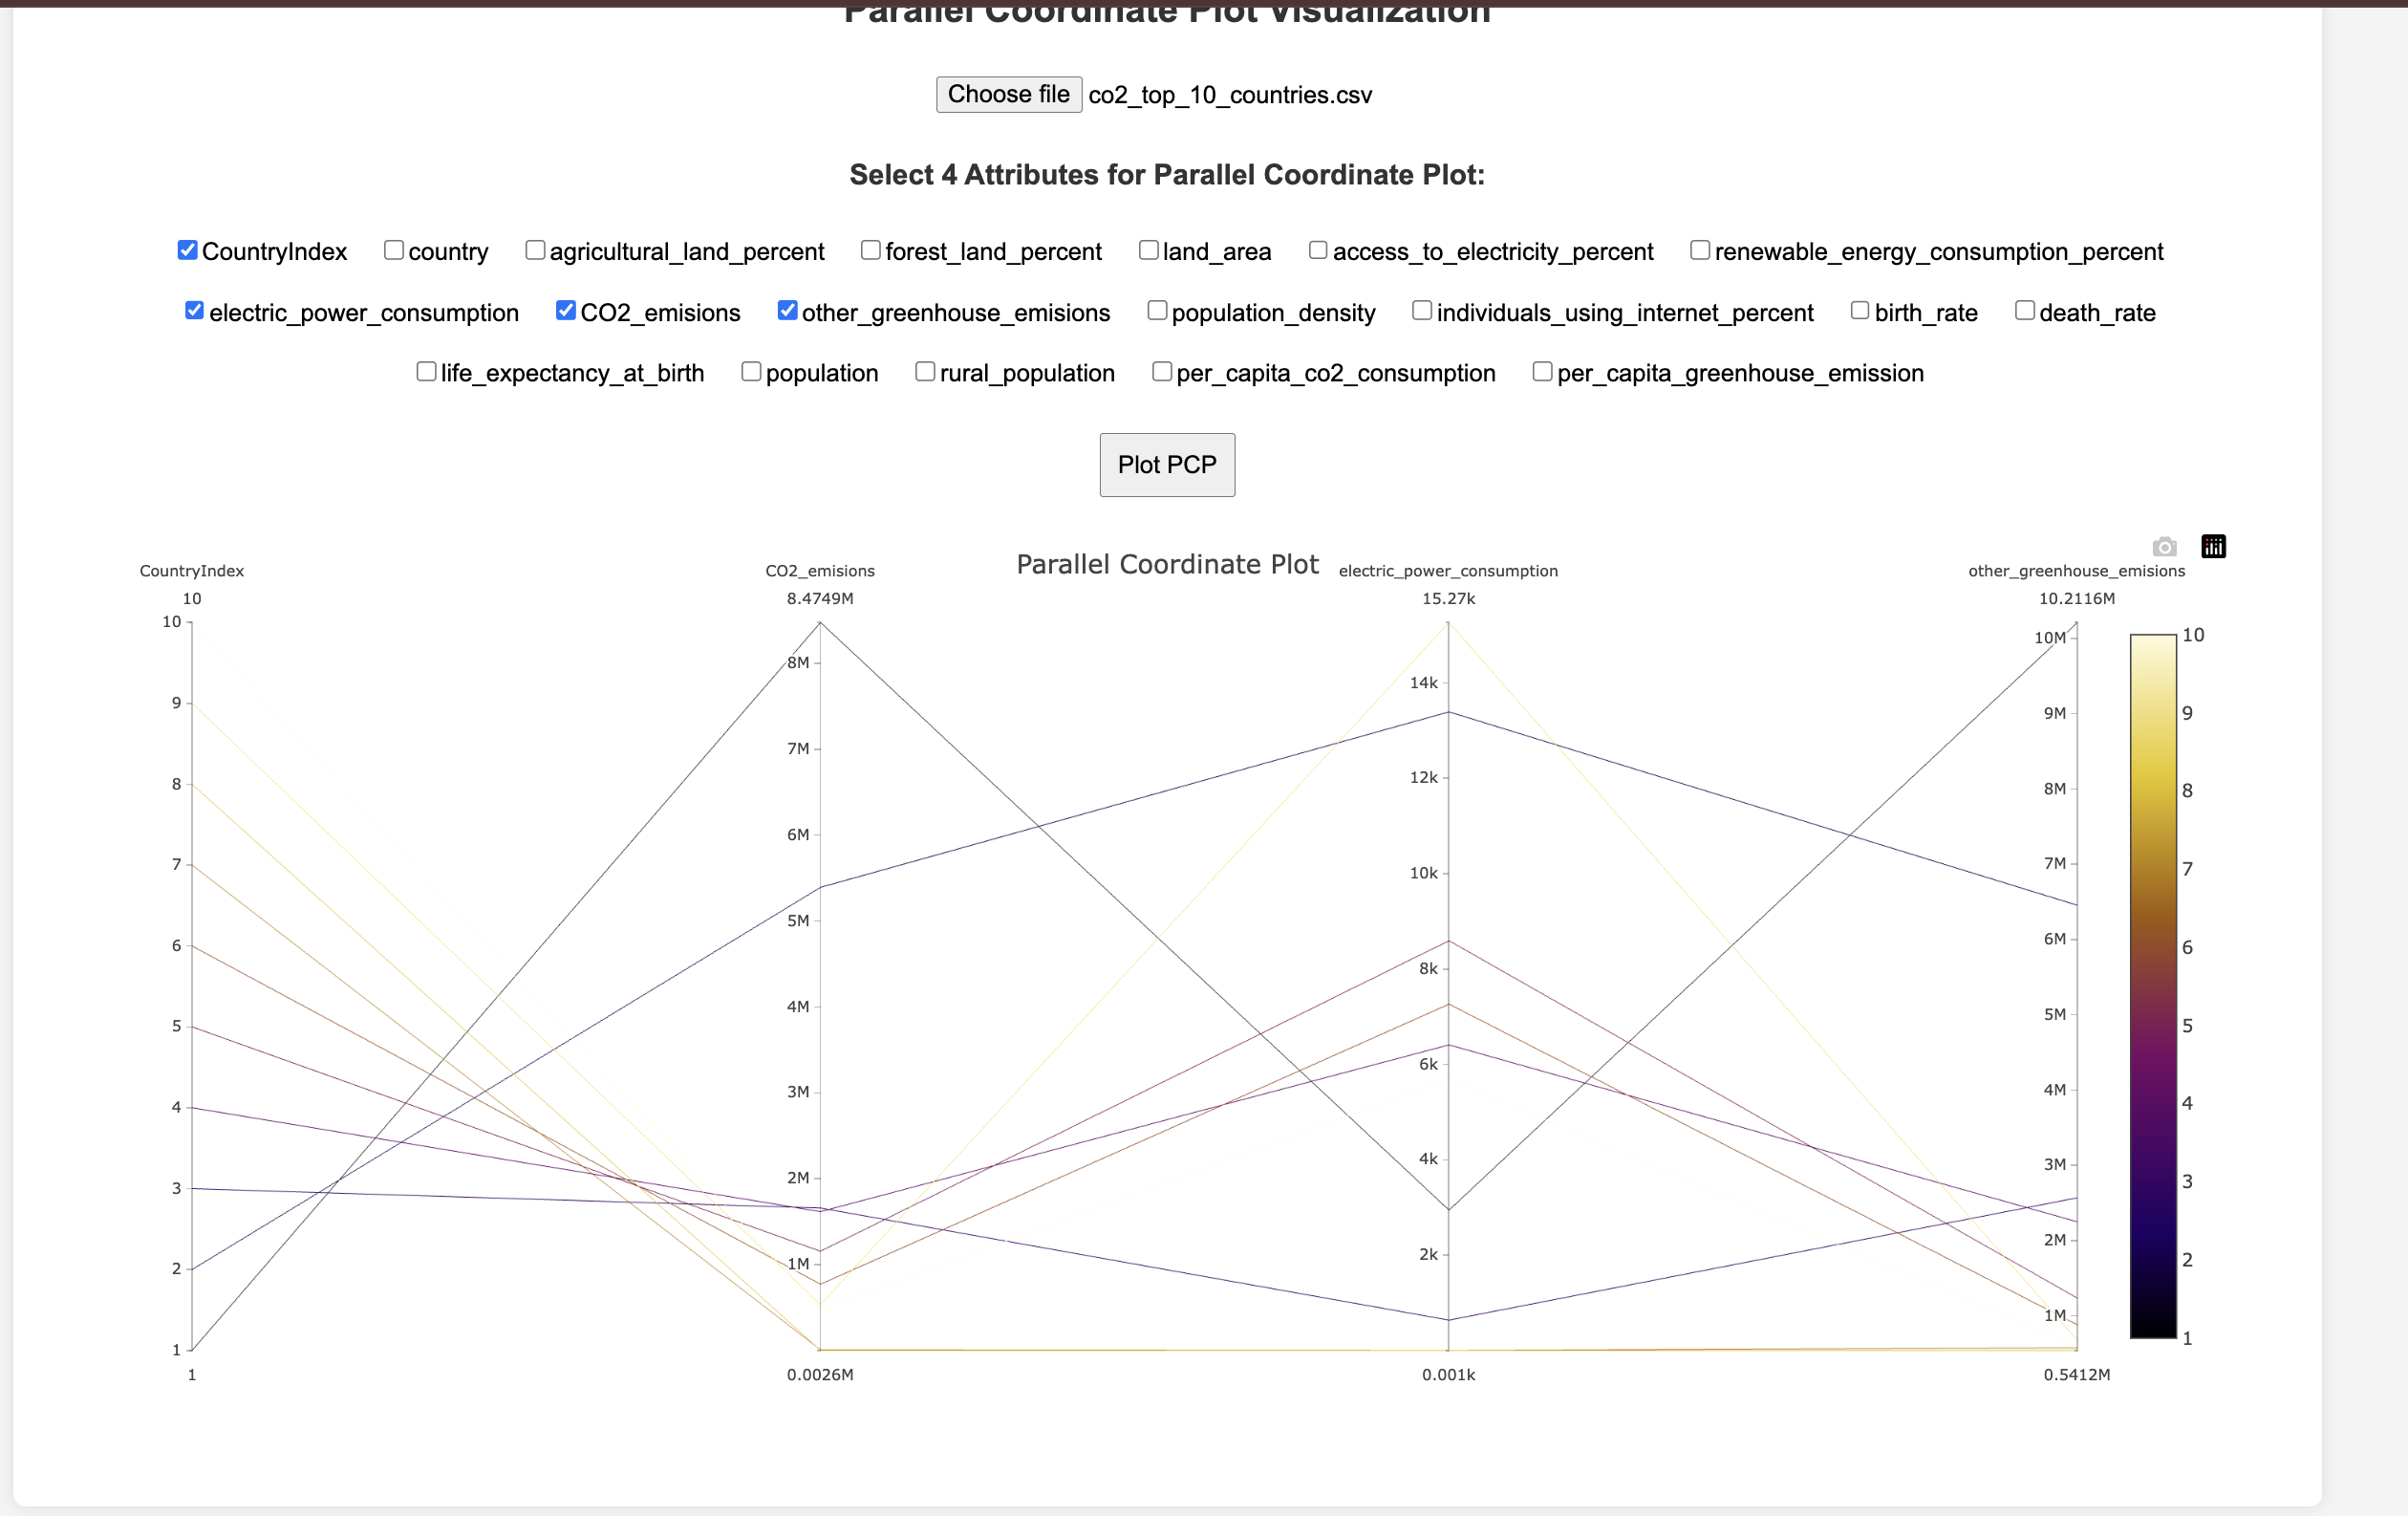 Parallel Coordinate Plot Visualization
Choose file co2_top_10_countries.csv
Select 4 Attributes for Parallel Coordinate Plot:
CountryIndex country agricultural_land_percent forest_land_percent land_area access_to_electricity_percent renewable_energy_consumption_percent
electric_power_consumption CO2_emisions other_greenhouse_emisions population_density individuals_using_internet_percent birth_rate death_rate
life_expectancy_at_birth population rural_population per_capita_co2_consumption per_capita_greenhouse_emission
Plot PCP
Parallel Coordinate Plot
CountryIndex
10
10
9
8
7
6
5
4
3
2
1
1
CO2_emisions
8.4749M
8M
7M
6M
5M
4M
3M
2M
1M
0.0026M
electric_power_consumption
15.27k
14k
12k
10k
8k
6k
4k
2k
0.001k
other_greenhouse_emisions
10.2116M
10M
9M
8M
7M
6M
5M
4M
3M
2M
1M
0.5412M
10
9
8
7
6
5
4
3
2
1